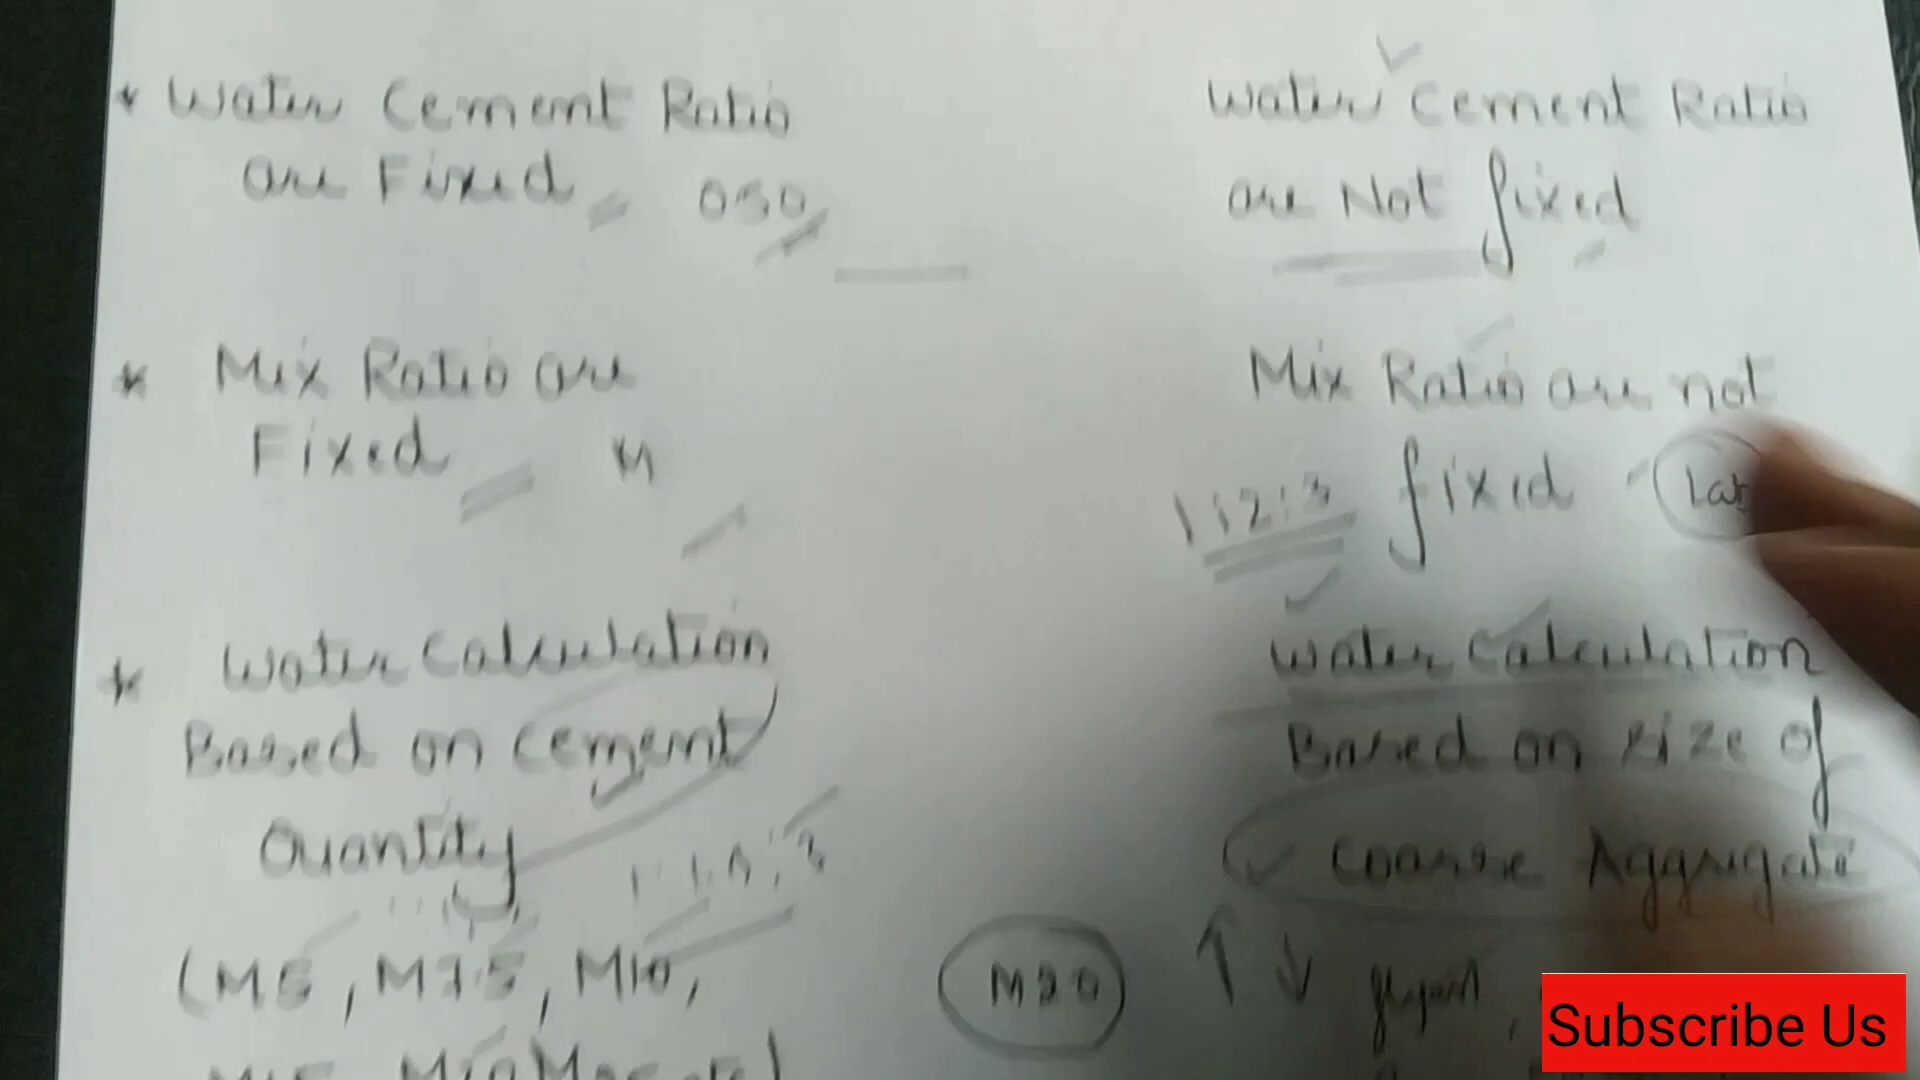 * Water Cement Ratio
are Fixed 050
* Mix Ratio are
Fixed M
* Water Calculation
Based on cement
Quantity
1:1.5:3
(M5, M7.5, M10,
Water Cement Ratio
are Not fixed
Mix Ratio are not
fixed
1:2:3
Water Calculation
Based on size of
Coarse Aggregate
M20
Subscribe Us